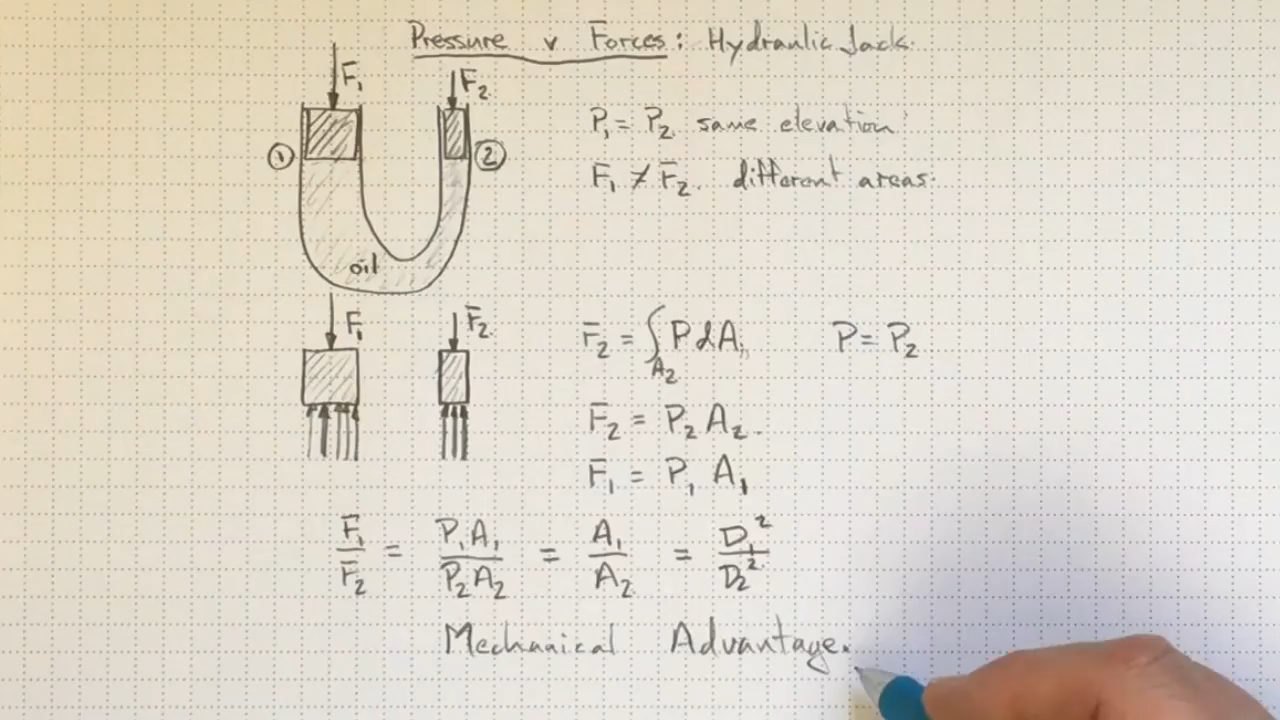 Pressure v Forces: Hydraulic Jack.
F₁ F₂
P₁ = P₂ same elevation
① ②
F₁ ≠ F₂. different areas.
oil
F₁ F₂.
F₂ = ∫_A₂ P dA, P = P₂
F₂ = P₂ A₂.
F₁ = P₁ A₁
F₁/F₂ = P₁A₁/P₂A₂ = A₁/A₂ = D₁²/D₂²
Mechanical Advantage.